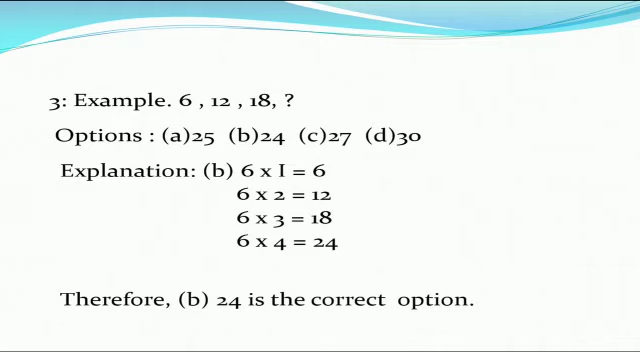 3: Example. 6 , 12 , 18, ?
Options : (a)25 (b)24 (c)27 (d)30
Explanation: (b) 6 x I = 6
6 x 2 = 12
6 x 3 = 18
6 x 4 = 24
Therefore, (b) 24 is the correct option.